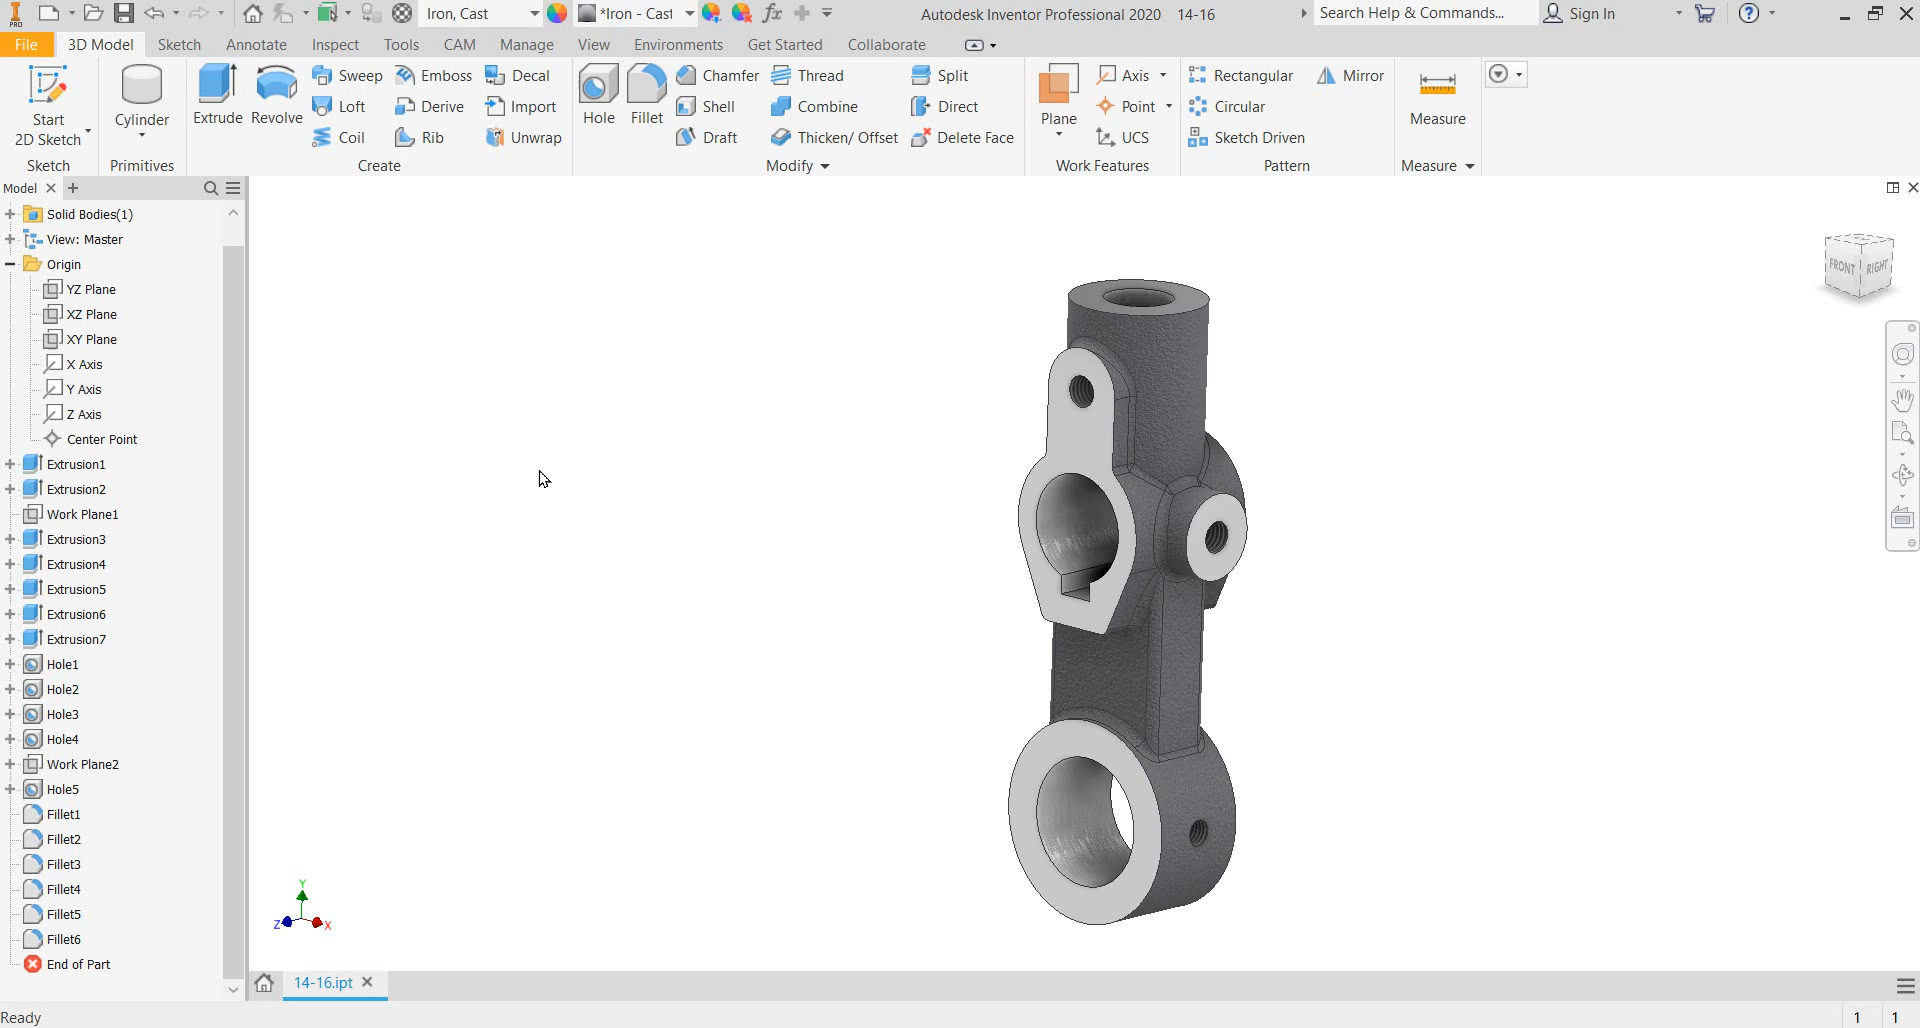 PRO
Iron, Cast
*Iron - Cast
fx
Autodesk Inventor Professional 2020 14-16
Search Help & Commands...
Sign In
?
File
3D Model
Sketch
Annotate
Inspect
Tools
CAM
Manage
View
Environments
Get Started
Collaborate
Start
2D Sketch
Sketch
Cylinder
Primitives
Extrude
Revolve
Sweep
Emboss
Decal
Loft
Derive
Import
Coil
Rib
Unwrap
Create
Hole
Fillet
Chamfer
Thread
Split
Shell
Combine
Direct
Draft
Thicken/ Offset
Delete Face
Modify
Plane
Axis
Point
UCS
Work Features
Rectangular
Mirror
Circular
Sketch Driven
Pattern
Measure
Measure
Model
Solid Bodies(1)
View: Master
Origin
YZ Plane
XZ Plane
XY Plane
X Axis
Y Axis
Z Axis
Center Point
Extrusion1
Extrusion2
Work Plane1
Extrusion3
Extrusion4
Extrusion5
Extrusion6
Extrusion7
Hole1
Hole2
Hole3
Hole4
Work Plane2
Hole5
Fillet1
Fillet2
Fillet3
Fillet4
Fillet5
Fillet6
End of Part
FRONT
RIGHT
Y
Z
X
14-16.ipt
Ready
1
1